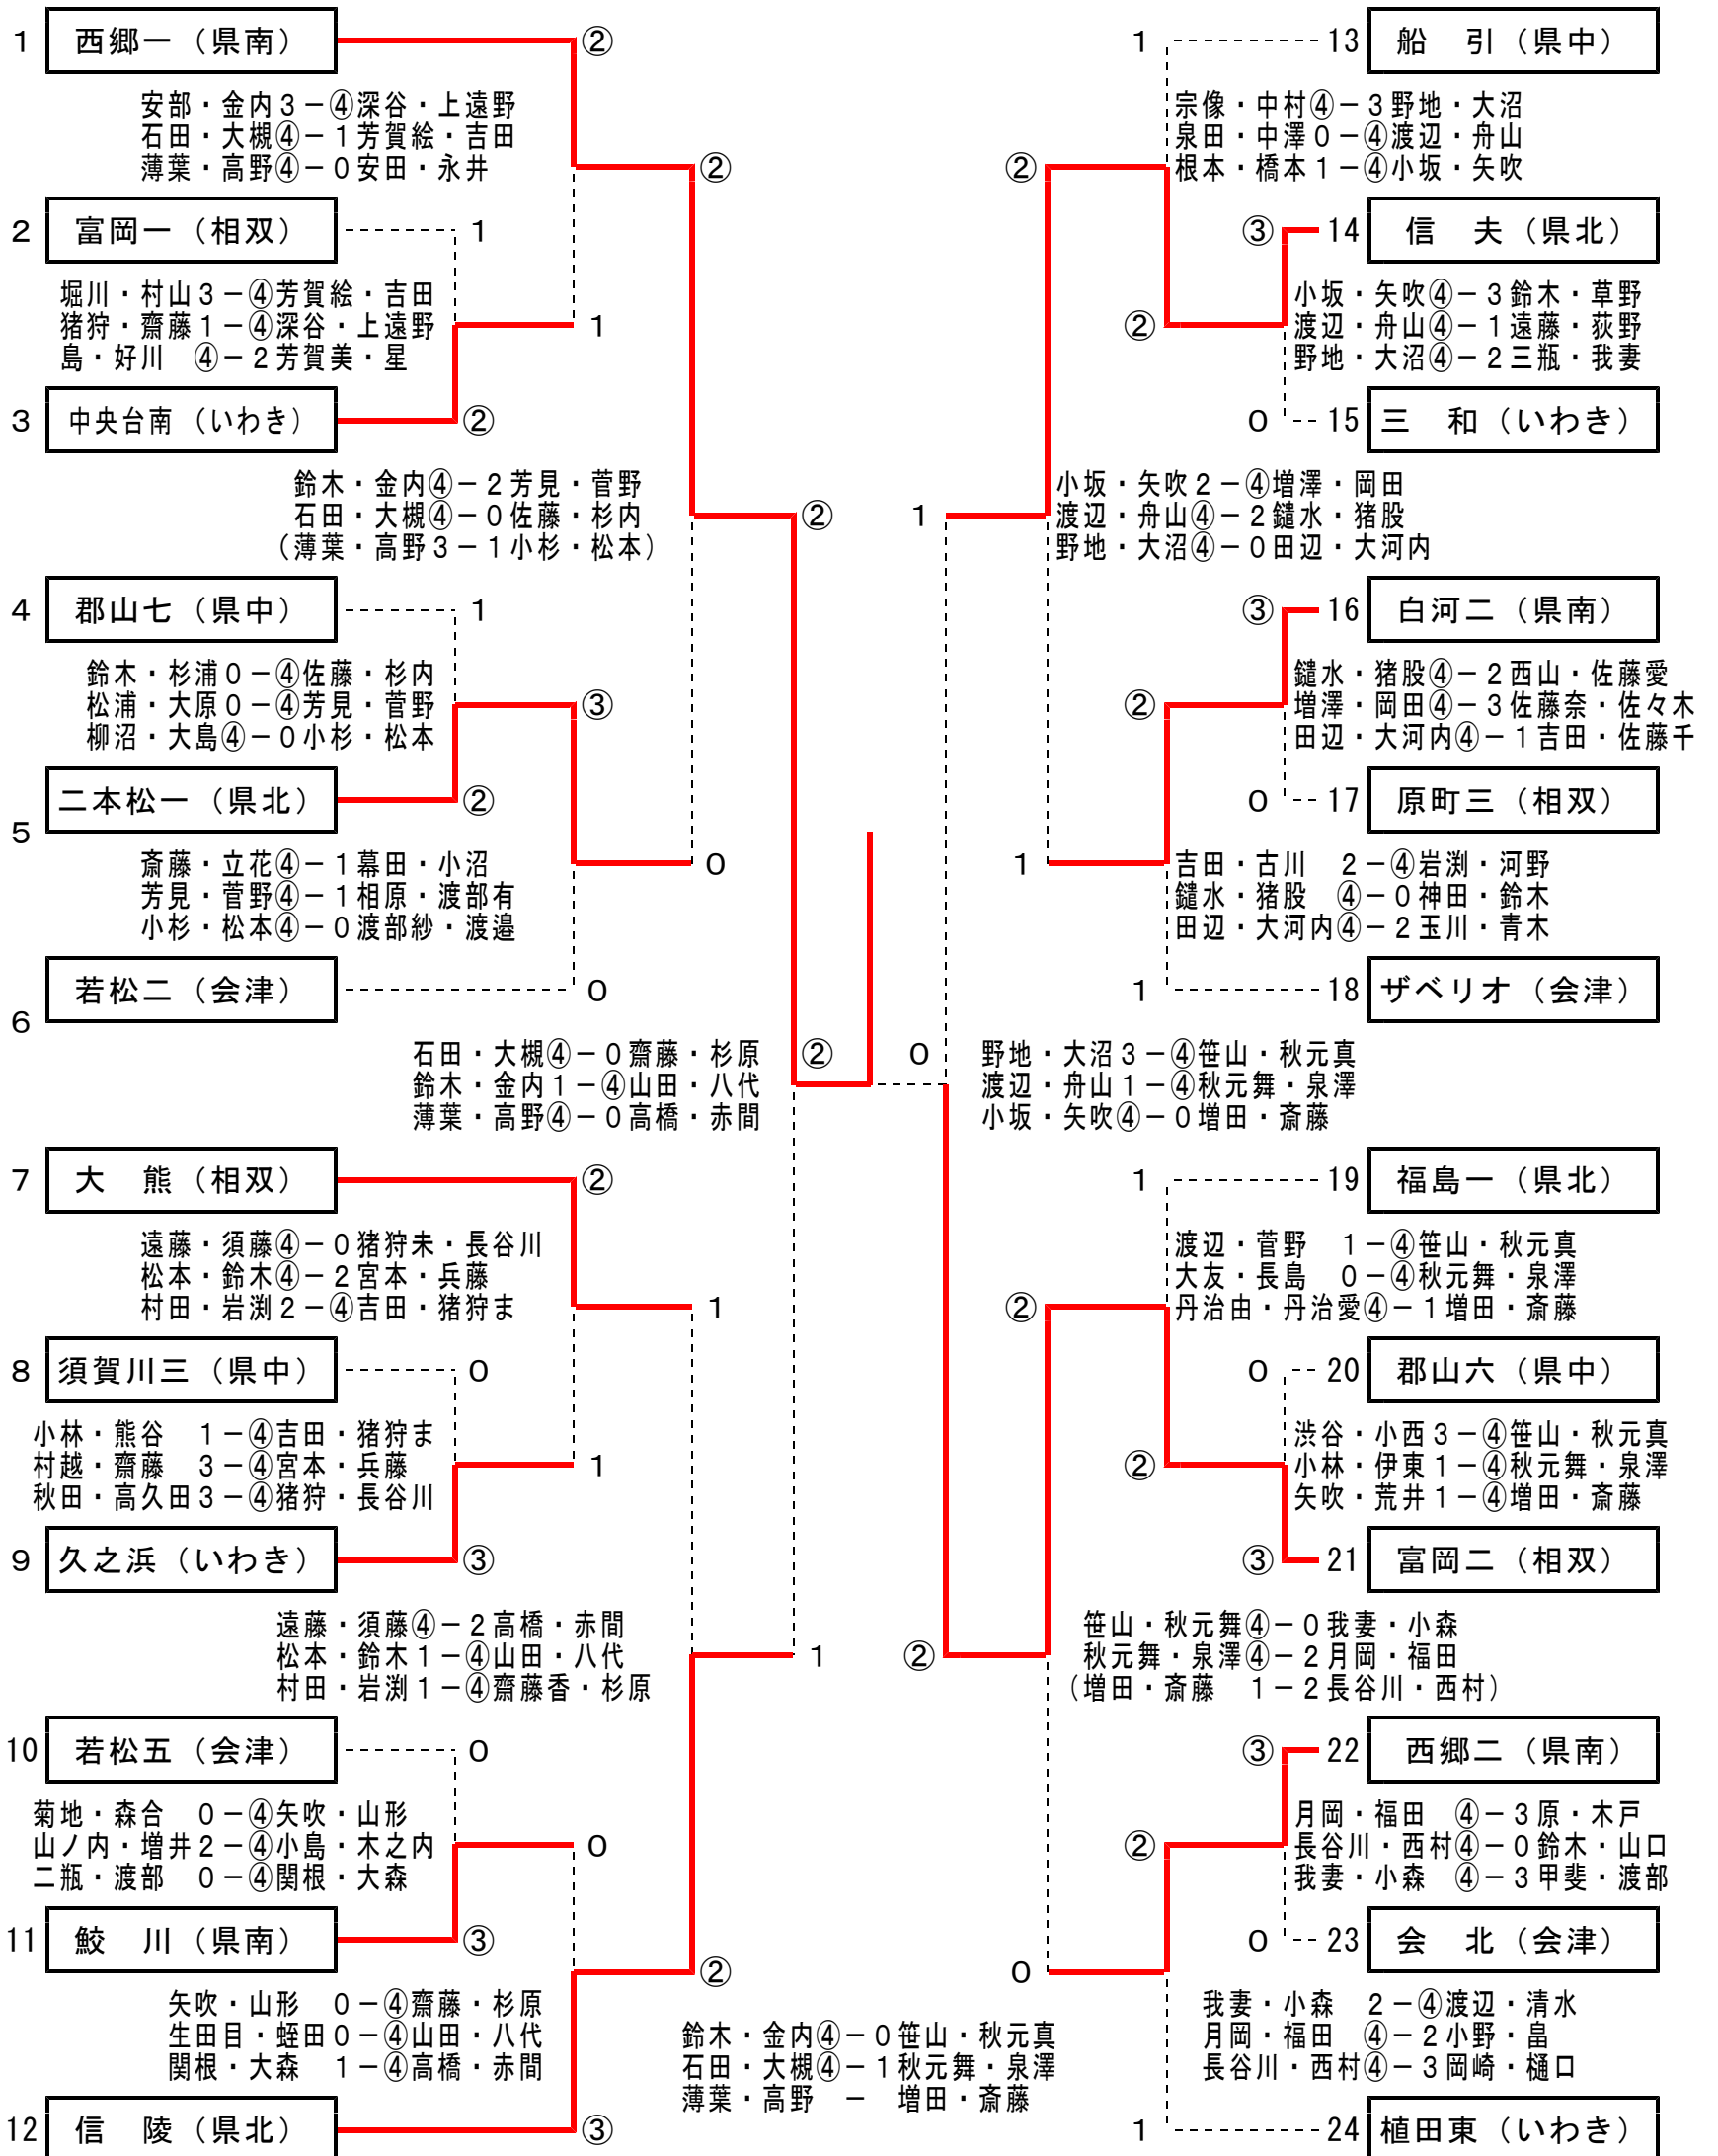 1 西郷一（県南） ②
安部・金内３－④深谷・上遠野
石田・大槻④－１芳賀絵・吉田
薄葉・高野④－０安田・永井
②
2 富岡一（相双） 1
堀川・村山３－④芳賀絵・吉田
猪狩・齋藤１－④深谷・上遠野
島・好川　④－２芳賀美・星
1
3 中央台南（いわき） ②
鈴木・金内④－２芳見・菅野
石田・大槻④－０佐藤・杉内
（薄葉・高野３－１小杉・松本）
②
4 郡山七（県中） 1
鈴木・杉浦０－④佐藤・杉内
松浦・大原０－④芳見・菅野
柳沼・大島④－０小杉・松本
③
5 二本松一（県北） ②
斎藤・立花④－１幕田・小沼
芳見・菅野④－１相原・渡部有
小杉・松本④－０渡部紗・渡邉
0
6 若松二（会津） 0
石田・大槻④－０齋藤・杉原
鈴木・金内１－④山田・八代
薄葉・高野④－０高橋・赤間
②
7 大　熊（相双） ②
遠藤・須藤④－０猪狩未・長谷川
松本・鈴木④－２宮本・兵藤
村田・岩渕２－④吉田・猪狩ま
1
8 須賀川三（県中） 0
小林・熊谷　１－④吉田・猪狩ま
村越・齋藤　３－④宮本・兵藤
秋田・高久田３－④猪狩・長谷川
1
9 久之浜（いわき） ③
遠藤・須藤④－２高橋・赤間
松本・鈴木１－④山田・八代
村田・岩渕１－④齋藤香・杉原
1
10 若松五（会津） 0
菊地・森合　０－④矢吹・山形
山ノ内・増井２－④小島・木之内
二瓶・渡部　０－④関根・大森
0
11 鮫　川（県南） ③
矢吹・山形　０－④齋藤・杉原
生田目・蛭田０－④山田・八代
関根・大森　１－④高橋・赤間
②
12 信　陵（県北） ③
鈴木・金内④－０笹山・秋元真
石田・大槻④－１秋元舞・泉澤
薄葉・高野　－　増田・斎藤
1 13 船　引（県中）
宗像・中村④－３野地・大沼
泉田・中澤０－④渡辺・舟山
根本・橋本１－④小坂・矢吹
②
③ 14 信　夫（県北）
小坂・矢吹④－３鈴木・草野
渡辺・舟山④－１遠藤・荻野
野地・大沼④－２三瓶・我妻
②
0 15 三　和（いわき）
小坂・矢吹２－④増澤・岡田
渡辺・舟山④－２鑓水・猪股
野地・大沼④－０田辺・大河内
1
③ 16 白河二（県南）
鑓水・猪股④－２西山・佐藤愛
増澤・岡田④－３佐藤奈・佐々木
田辺・大河内④－１吉田・佐藤千
②
0 17 原町三（相双）
吉田・古川　２－④岩渕・河野
鑓水・猪股　④－０神田・鈴木
田辺・大河内④－２玉川・青木
1
1 18 ザベリオ（会津）
野地・大沼３－④笹山・秋元真
渡辺・舟山１－④秋元舞・泉澤
小坂・矢吹④－０増田・斎藤
0
1 19 福島一（県北）
渡辺・菅野　１－④笹山・秋元真
大友・長島　０－④秋元舞・泉澤
丹治由・丹治愛④－１増田・斎藤
②
0 20 郡山六（県中）
渋谷・小西３－④笹山・秋元真
小林・伊東１－④秋元舞・泉澤
矢吹・荒井１－④増田・斎藤
②
③ 21 富岡二（相双）
笹山・秋元舞④－０我妻・小森
秋元舞・泉澤④－２月岡・福田
（増田・斎藤　１－２長谷川・西村）
②
③ 22 西郷二（県南）
月岡・福田　④－３原・木戸
長谷川・西村④－０鈴木・山口
我妻・小森　④－３甲斐・渡部
②
0 23 会　北（会津）
我妻・小森　２－④渡辺・清水
月岡・福田　④－２小野・畠
長谷川・西村④－３岡崎・樋口
0
1 24 植田東（いわき）